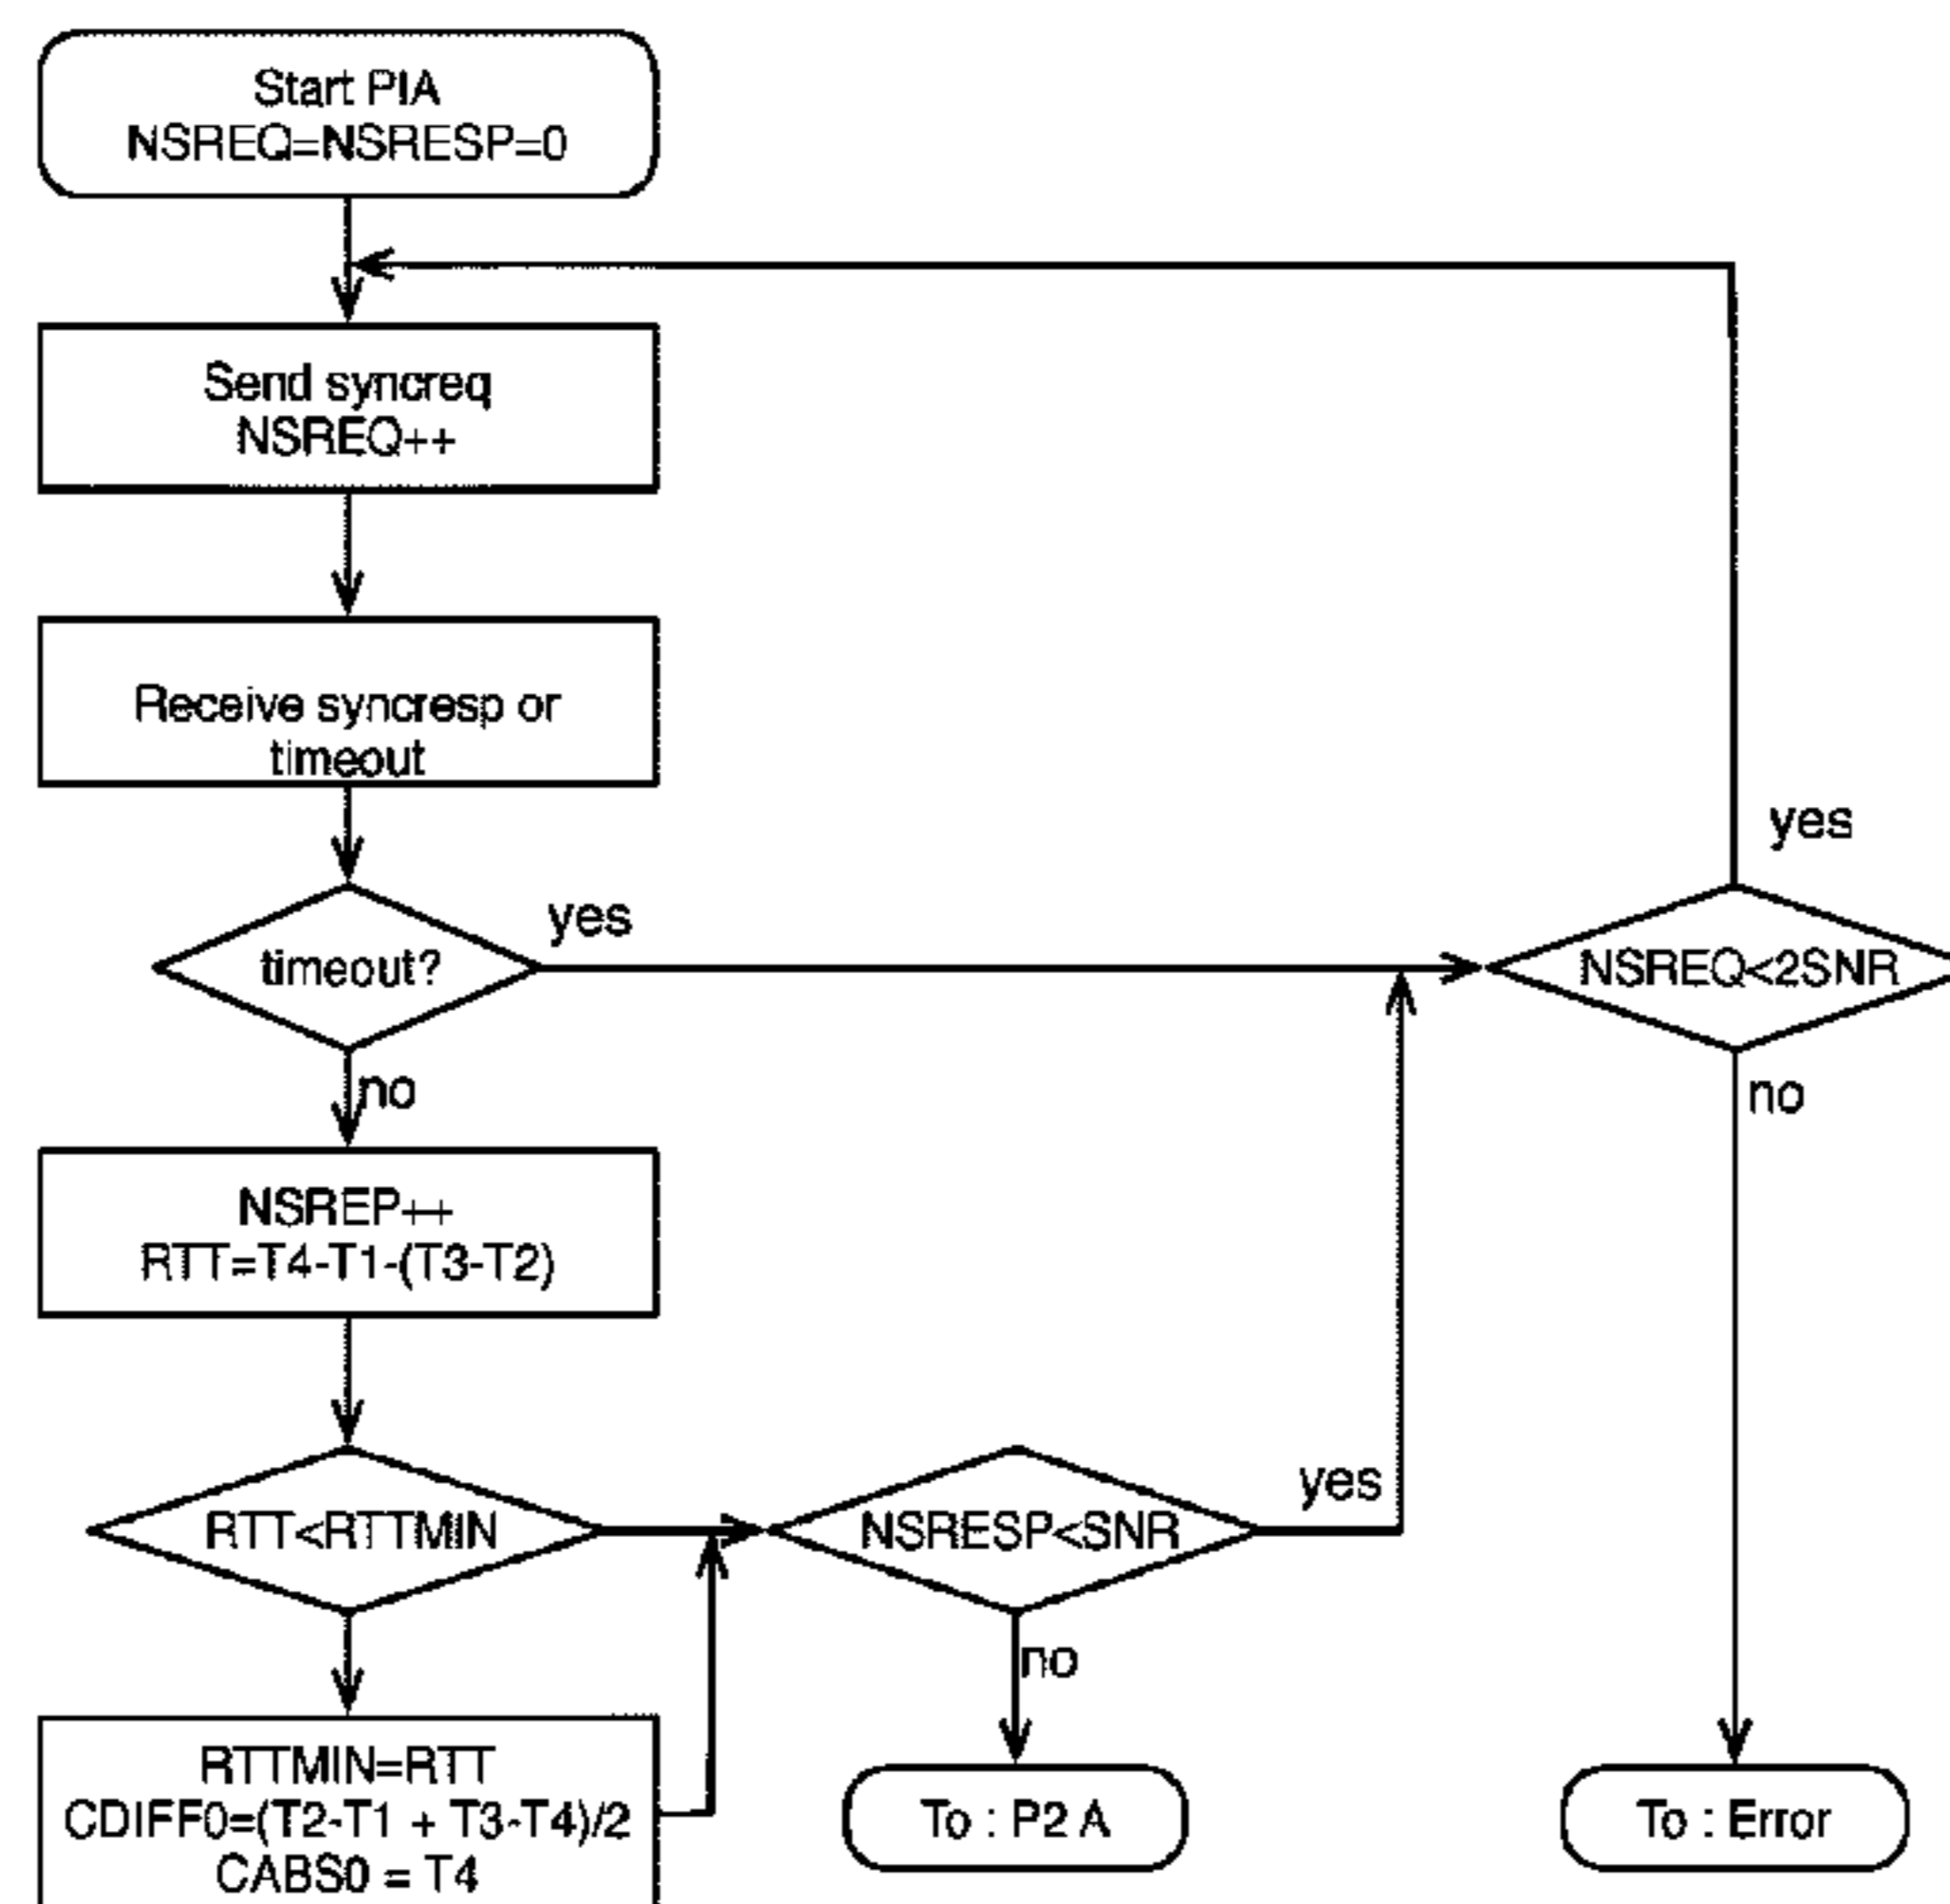 Start PIA
NSREQ=NSRESP=0
Send syncreq
NSREQ++
Receive syncresp or
timeout
yes
timeout?
yes
NSREQ<2SNR
no
no
NSREP++
RTT=T4-T1-(T3-T2)
RTT<RTTMIN
NSRESP<SNR
yes
no
RTTMIN=RTT
CDIFF0=(T2-T1 + T3-T4)/2
CABS0 = T4
To : P2 A
To : Error